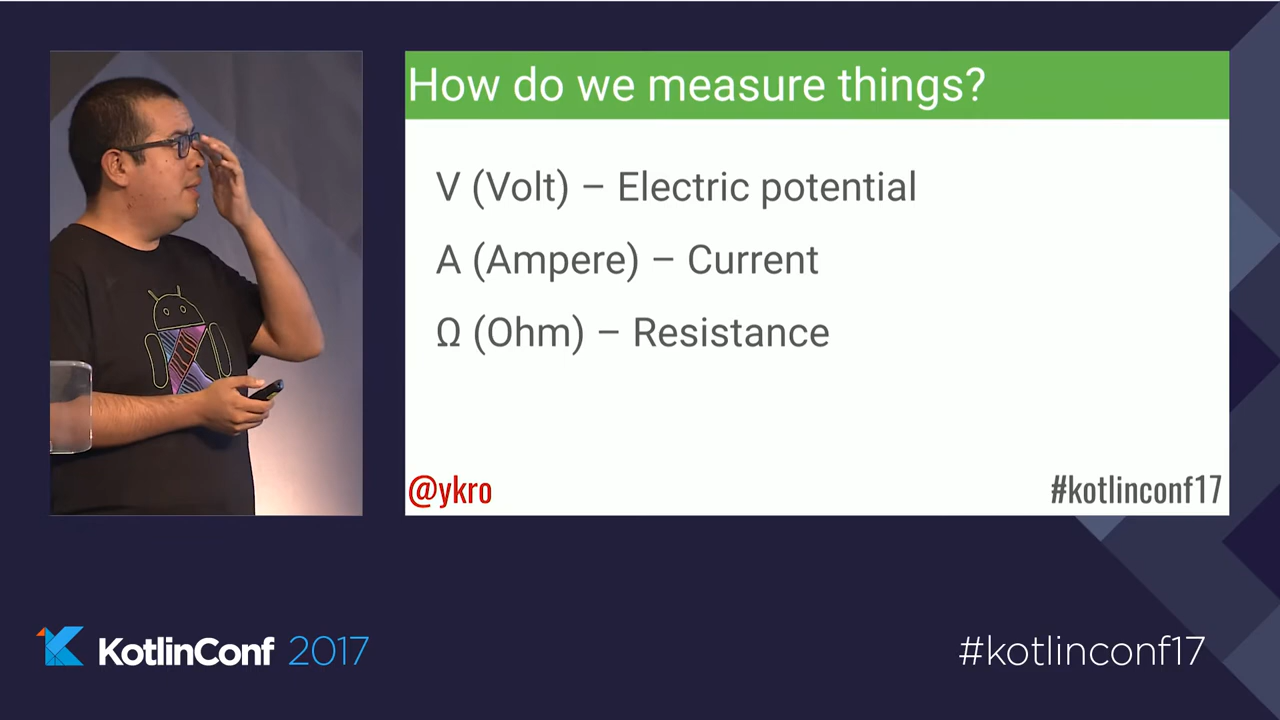 How do we measure things?
V (Volt) – Electric potential
A (Ampere) – Current
Ω (Ohm) – Resistance
@ykro
#kotlinconf17
KotlinConf 2017
#kotlinconf17